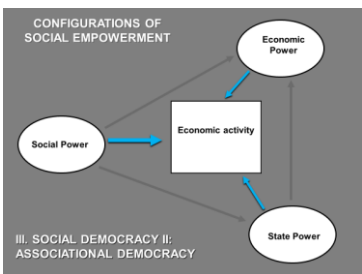 CONFIGURATIONS OF
SOCIAL EMPOWERMENT
Economic
Power
Social Power
Economic activity
State Power
III. SOCIAL DEMOCRACY II:
ASSOCIATIONAL DEMOCRACY